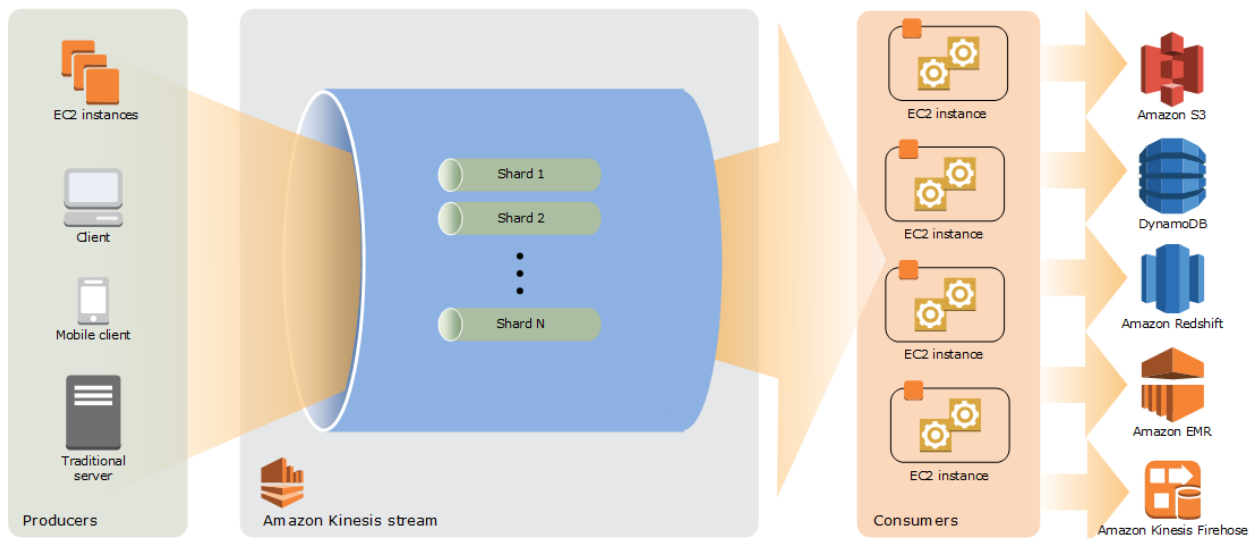 EC2 instances
Client
Mobile client
Traditional
server
Producers
Shard 1
Shard 2
Shard N
Amazon Kinesis stream
EC2 instance
EC2 instance
EC2 instance
EC2 instance
Consumers
Amazon S3
DynamoDB
Amazon Redshift
Amazon EMR
Amazon Kinesis Firehose